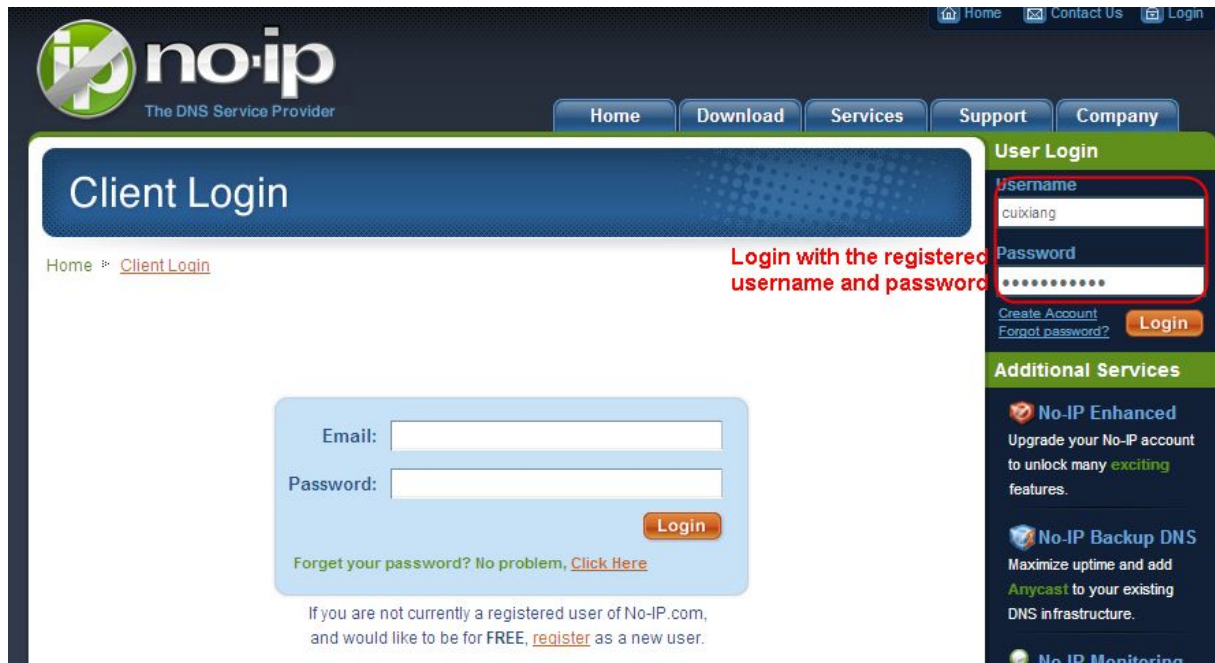 Home Contact Us Login
ip no·ip
The DNS Service Provider
Home Download Services Support Company
Client Login
Home Client Login
Login with the registered
username and password
User Login
Username
cuixiang
Password
•••••••••••
Create Account
Forgot password?
Login
Email:
Password:
Login
Forget your password? No problem, Click Here
If you are not currently a registered user of No-IP.com,
and would like to be for FREE, register as a new user.
Additional Services
No-IP Enhanced
Upgrade your No-IP account
to unlock many exciting
features.
No-IP Backup DNS
Maximize uptime and add
Anycast to your existing
DNS infrastructure.
No-IP Monitoring